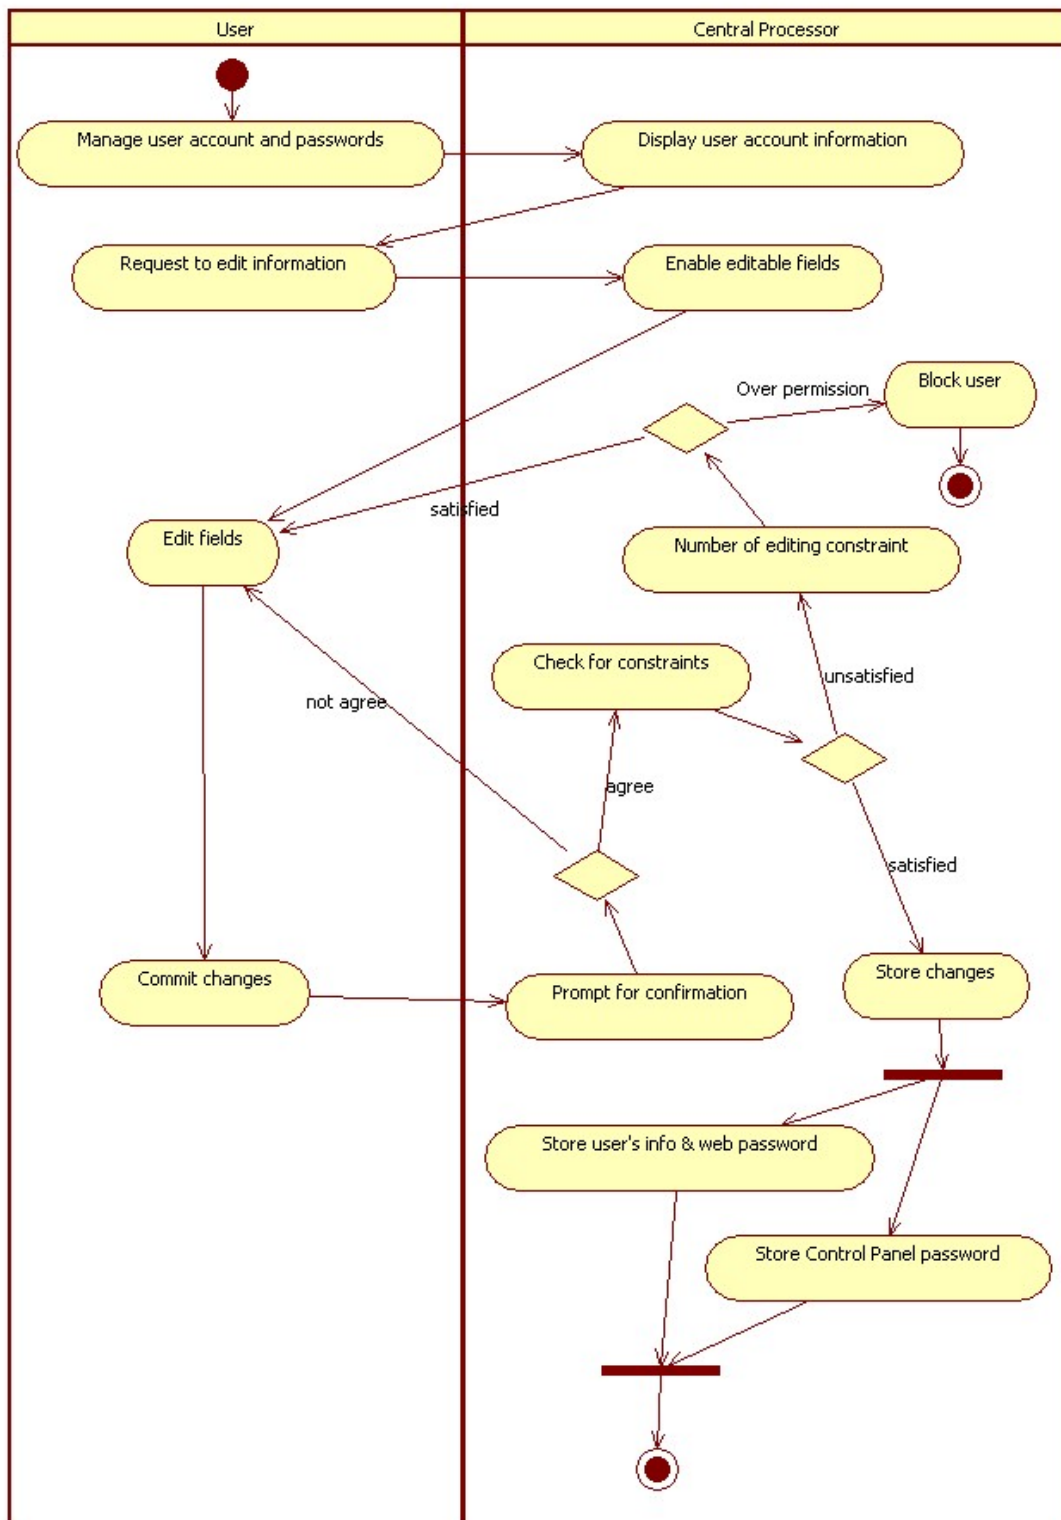 User
Central Processor
Manage user account and passwords
Display user account information
Request to edit information
Enable editable fields
Block user
Over permission
satisfied
Edit fields
Number of editing constraint
Check for constraints
unsatisfied
not agree
agree
satisfied
Commit changes
Prompt for confirmation
Store changes
Store user's info & web password
Store Control Panel password